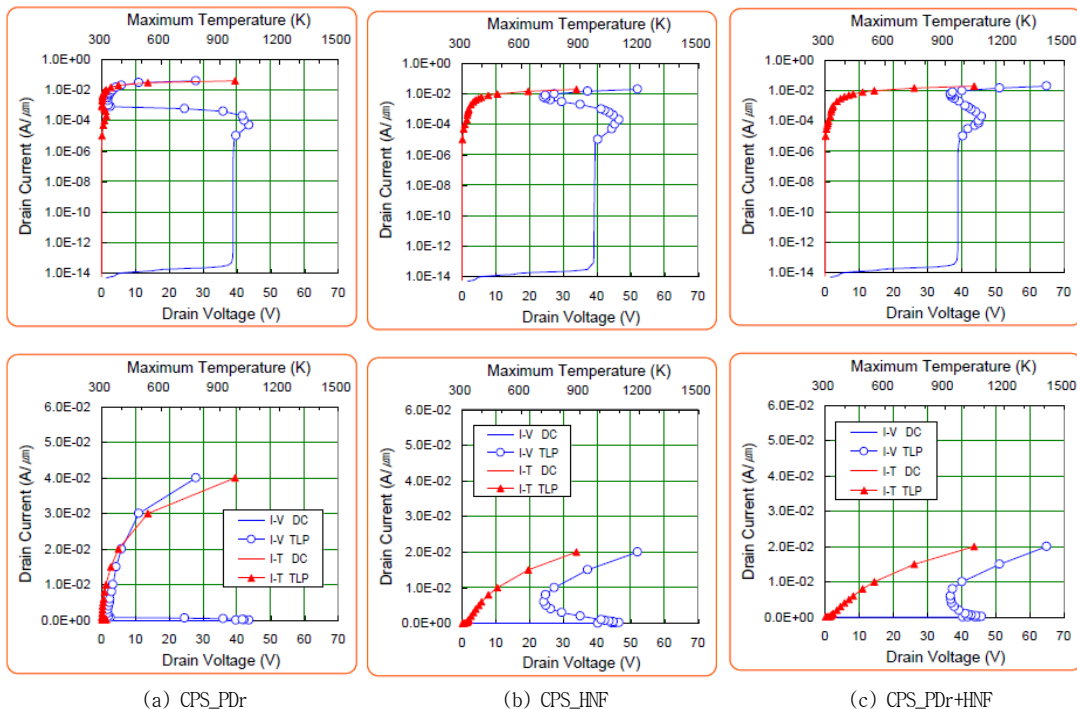 Maximum Temperature (K)
300 600 900 1200 1500
1.0E+00
1.0E-02
1.0E-04
1.0E-06
1.0E-08
1.0E-10
1.0E-12
1.0E-14
Drain Current (A/㎛)
0 10 20 30 40 50 60 70
Drain Voltage (V)
Maximum Temperature (K)
300 600 900 1200 1500
1.0E+00
1.0E-02
1.0E-04
1.0E-06
1.0E-08
1.0E-10
1.0E-12
1.0E-14
Drain Current (A/㎛)
0 10 20 30 40 50 60 70
Drain Voltage (V)
Maximum Temperature (K)
300 600 900 1200 1500
1.0E+00
1.0E-02
1.0E-04
1.0E-06
1.0E-08
1.0E-10
1.0E-12
1.0E-14
Drain Current (A/㎛)
0 10 20 30 40 50 60 70
Drain Voltage (V)
Maximum Temperature (K)
300 600 900 1200 1500
6.0E-02
5.0E-02
4.0E-02
3.0E-02
2.0E-02
1.0E-02
0.0E+00
Drain Current (A/㎛)
I-V DC
I-V TLP
I-T DC
I-T TLP
0 10 20 30 40 50 60 70
Drain Voltage (V)
Maximum Temperature (K)
300 600 900 1200 1500
6.0E-02
5.0E-02
4.0E-02
3.0E-02
2.0E-02
1.0E-02
0.0E+00
Drain Current (A/㎛)
I-V DC
I-V TLP
I-T DC
I-T TLP
0 10 20 30 40 50 60 70
Drain Voltage (V)
Maximum Temperature (K)
300 600 900 1200 1500
6.0E-02
5.0E-02
4.0E-02
3.0E-02
2.0E-02
1.0E-02
0.0E+00
Drain Current (A/㎛)
I-V DC
I-V TLP
I-T DC
I-T TLP
0 10 20 30 40 50 60 70
Drain Voltage (V)
(a) CPS_PDr
(b) CPS_HNF
(c) CPS_PDr+HNF